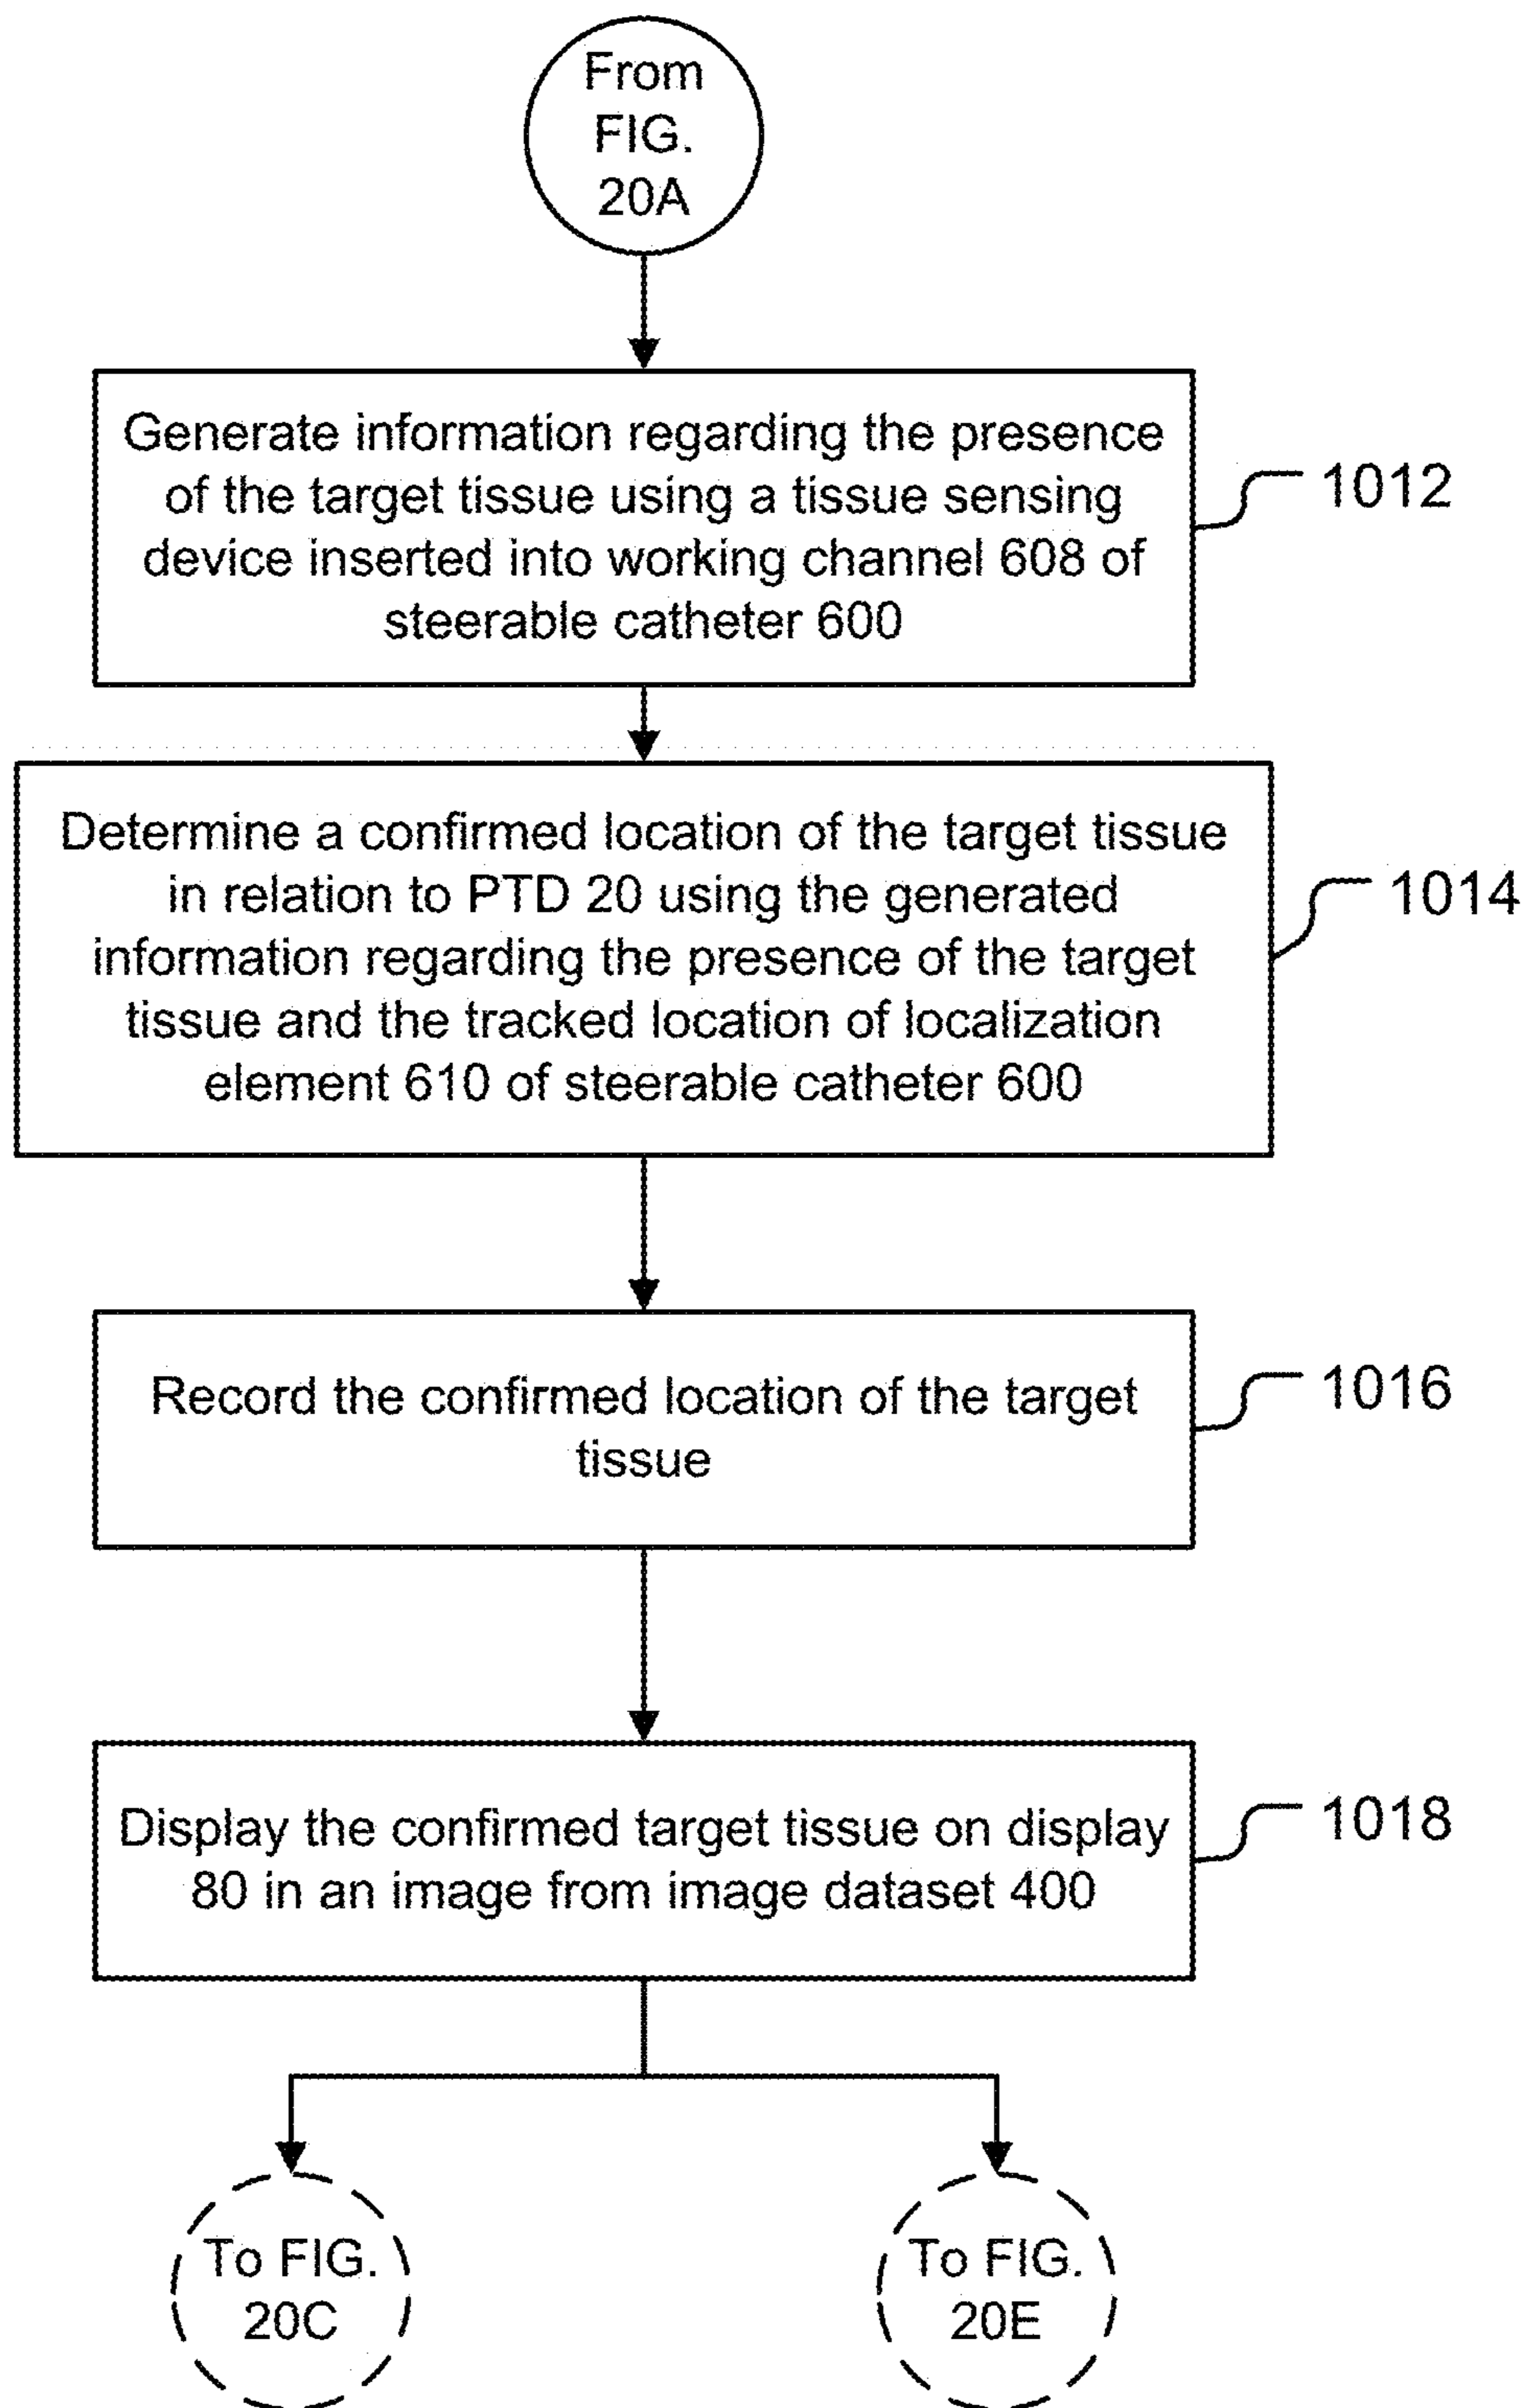 From
FIG.
20A
Generate information regarding the presence
of the target tissue using a tissue sensing
device inserted into working channel 608 of
steerable catheter 600
1012
Determine a confirmed location of the target tissue
in relation to PTD 20 using the generated
information regarding the presence of the target
tissue and the tracked location of localization
element 610 of steerable catheter 600
1014
Record the confirmed location of the target
tissue
1016
Display the confirmed target tissue on display
80 in an image from image dataset 400
1018
To FIG.
20C
To FIG.
20E